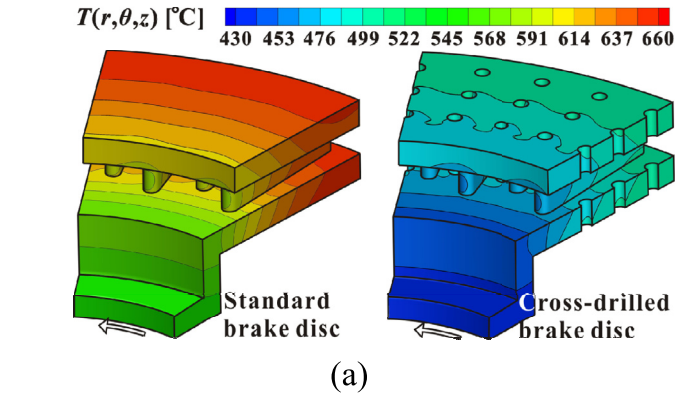 T(r,θ,z) [°C]
430 453 476 499 522 545 568 591 614 637 660
Standard
brake disc
Cross-drilled
brake disc
(a)